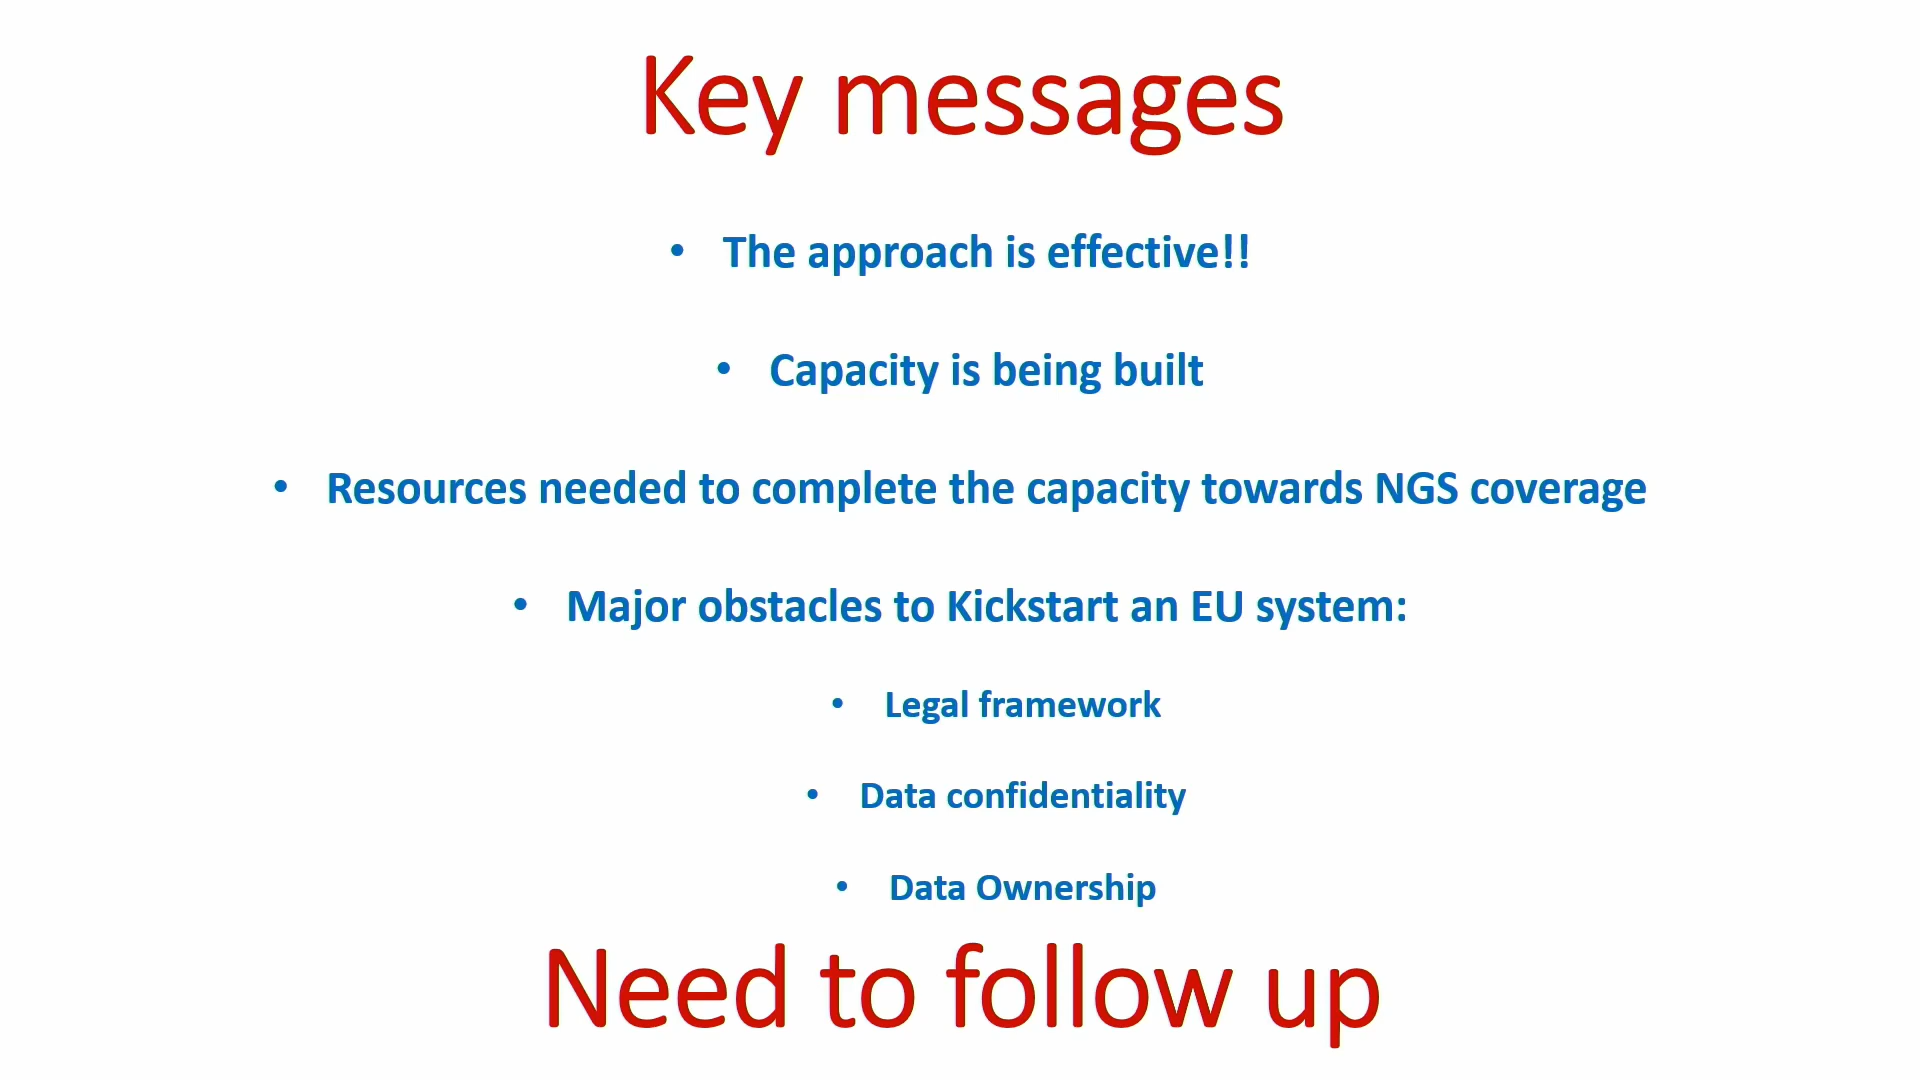 Key messages
• The approach is effective!!
• Capacity is being built
• Resources needed to complete the capacity towards NGS coverage
• Major obstacles to Kickstart an EU system:
• Legal framework
• Data confidentiality
• Data Ownership
Need to follow up